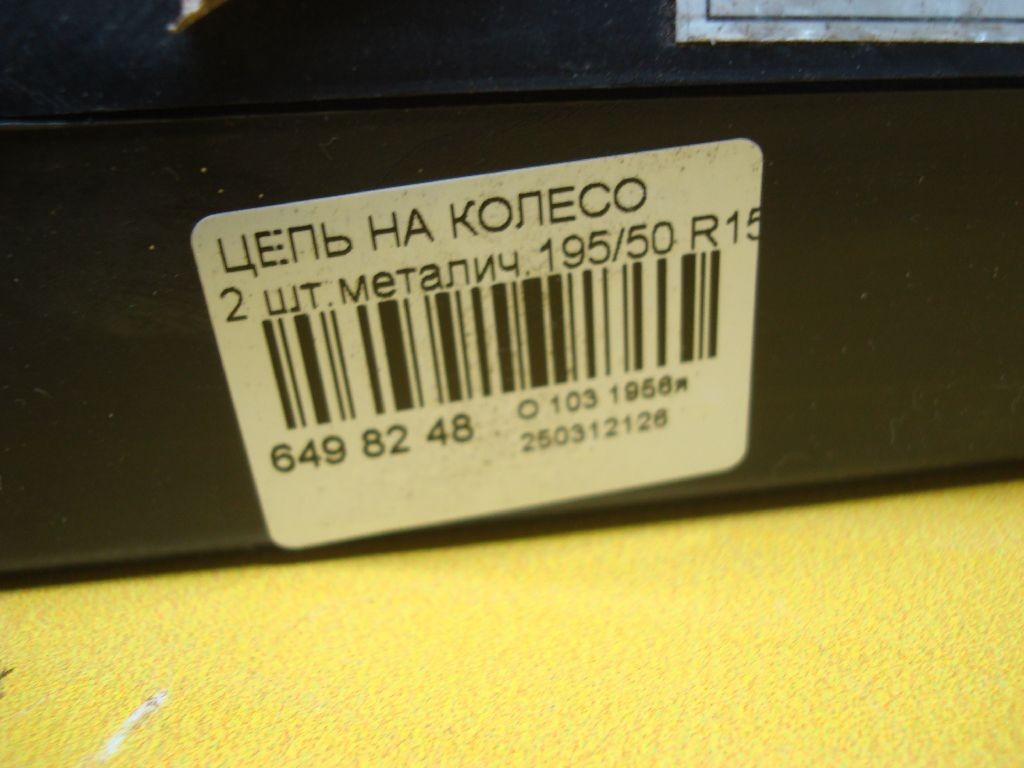 ЦЕПЬ НА КОЛЕСО
2 шт.металич.195/50 R15
649 82 48
О 103 1956я
250312126